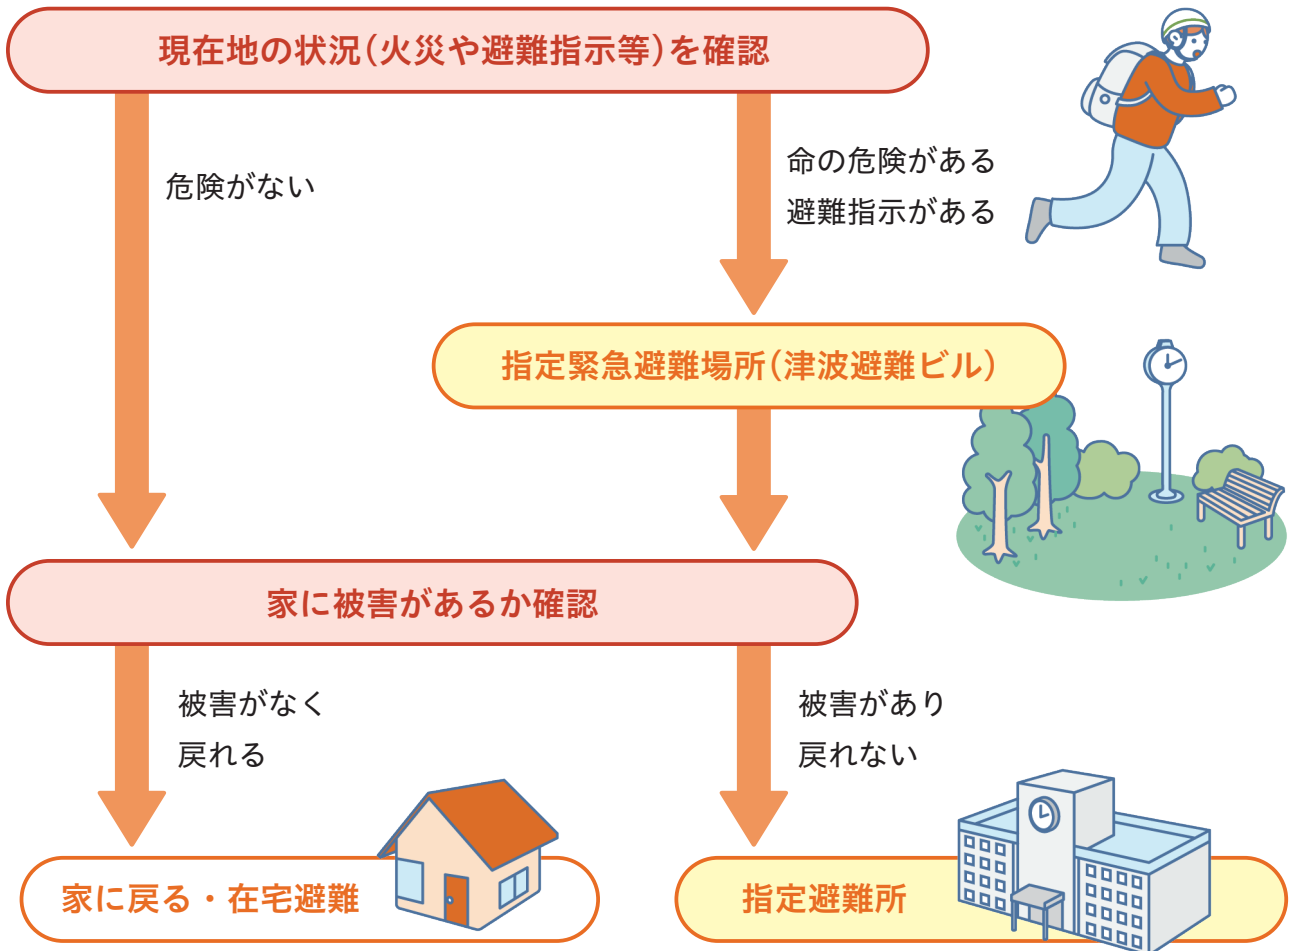 現在地の状況(火災や避難指示等)を確認
危険がない
命の危険がある
避難指示がある
指定緊急避難場所(津波避難ビル)
家に被害があるか確認
被害がなく
戻れる
被害があり
戻れない
家に戻る・在宅避難
指定避難所